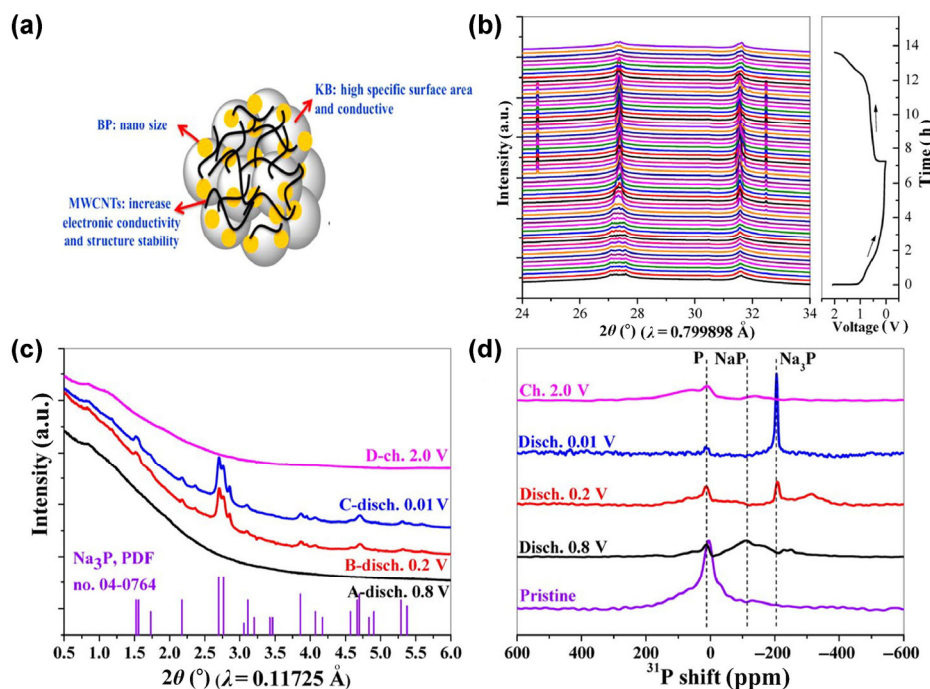 (a)
BP: nano size
KB: high specific surface area
and conductive
MWCNTs: increase
electronic conductivity
and structure stability
(b)
Intensity (a.u.)
24 26 28 30 32 34
2θ (°) (λ = 0.799898 Å)
2 1 0
Voltage (V)
14
12
10
8
6
4
2
0
Time (h)
(c)
Intensity (a.u.)
D-ch. 2.0 V
C-disch. 0.01 V
B-disch. 0.2 V
Na₃P, PDF
no. 04-0764
A-disch. 0.8 V
0.5 1.0 1.5 2.0 2.5 3.0 3.5 4.0 4.5 5.0 5.5 6.0
2θ (°) (λ = 0.11725 Å)
(d)
P NaP Na₃P
Ch. 2.0 V
Disch. 0.01 V
Disch. 0.2 V
Disch. 0.8 V
Pristine
600 400 200 0 −200 −400 −600
³¹P shift (ppm)